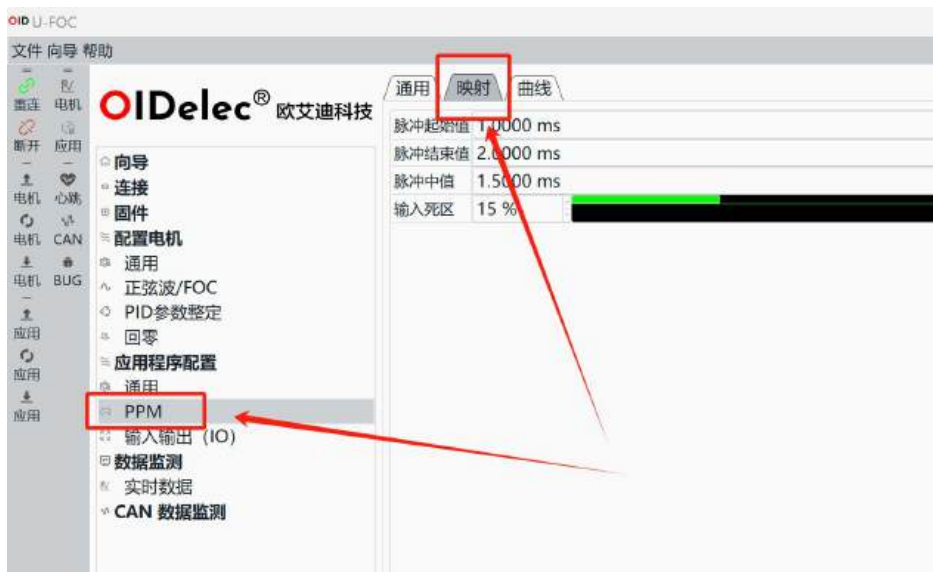 OID U-FOC
文件 向导 帮助
重连 电机
断开 应用
电机 心跳
电机 CAN
电机 BUG
应用
应用
应用
OIDelec® 欧艾迪科技
向导
连接
固件
配置电机
通用
正弦波/FOC
PID参数整定
回零
应用程序配置
通用
PPM
输入输出（IO）
数据监测
实时数据
CAN 数据监测
通用 映射 曲线
脉冲起始值 1.0000 ms
脉冲结束值 2.0000 ms
脉冲中值 1.5000 ms
输入死区 15 %